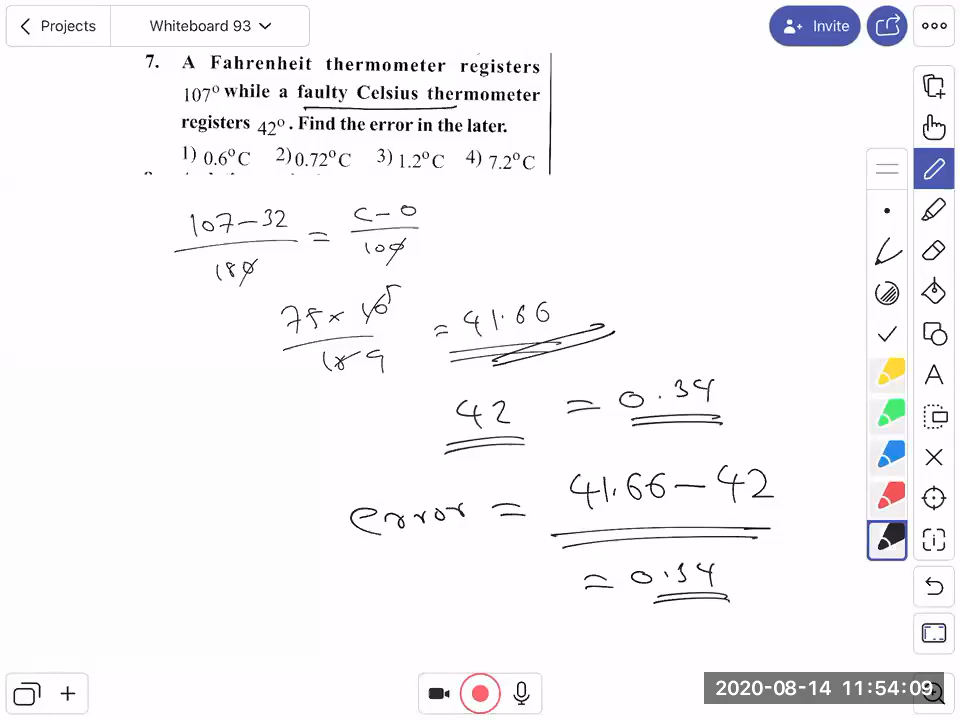 Projects
Whiteboard 93
Invite
7. A Fahrenheit thermometer registers
107° while a faulty Celsius thermometer
registers 42°. Find the error in the later.
1) 0.6°C 2) 0.72°C 3) 1.2°C 4) 7.2°C
107-32/180 = C-0/100
75 × 10 5/18 9 = 41.66
42 = 0.34
error = 41.66-42
= 0.34
A
2020-08-14 11:54:09